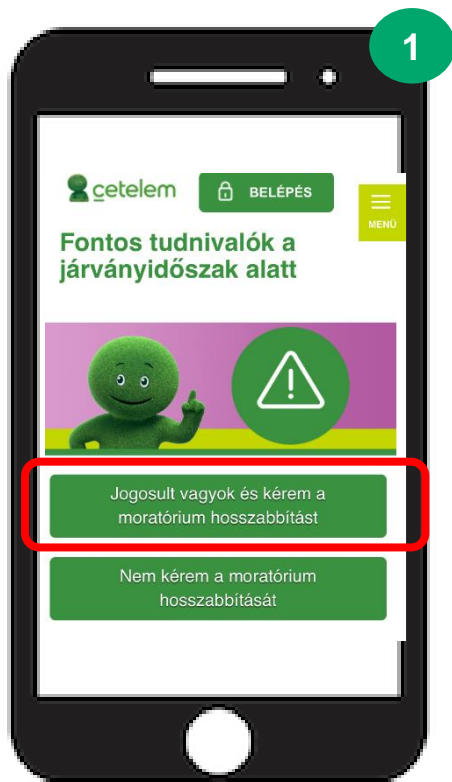 1
cetelem
BELÉPÉS
MENÜ
Fontos tudnivalók a
járványidőszak alatt
Jogosult vagyok és kérem a
moratórium hosszabbítást
Nem kérem a moratórium
hosszabbítását